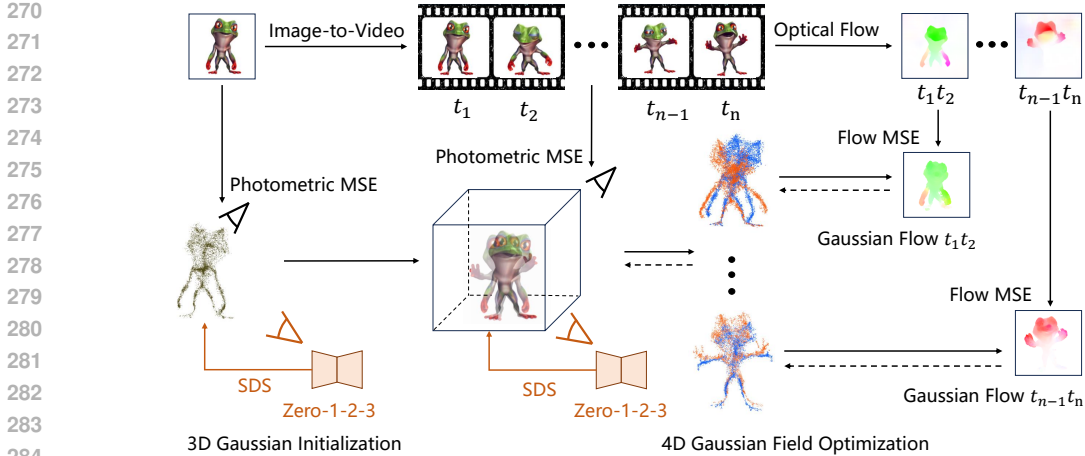 270
271
272
273
274
275
276
277
278
279
280
281
282
283
Image-to-Video
Optical Flow
t₁
t₂
tₙ₋₁
tₙ
t₁t₂
tₙ₋₁tₙ
Photometric MSE
Photometric MSE
Flow MSE
Gaussian Flow t₁t₂
Flow MSE
Gaussian Flow tₙ₋₁tₙ
SDS
Zero-1-2-3
SDS
Zero-1-2-3
3D Gaussian Initialization
4D Gaussian Field Optimization